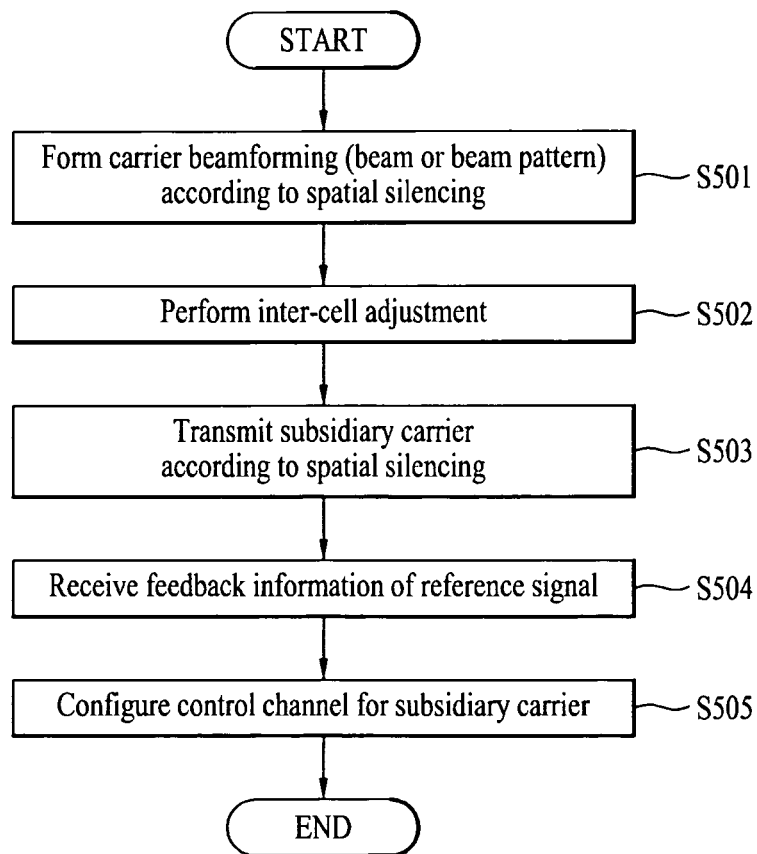 START
Form carrier beamforming (beam or beam pattern)
according to spatial silencing
S501
Perform inter-cell adjustment
S502
Transmit subsidiary carrier
according to spatial silencing
S503
Receive feedback information of reference signal
S504
Configure control channel for subsidiary carrier
S505
END